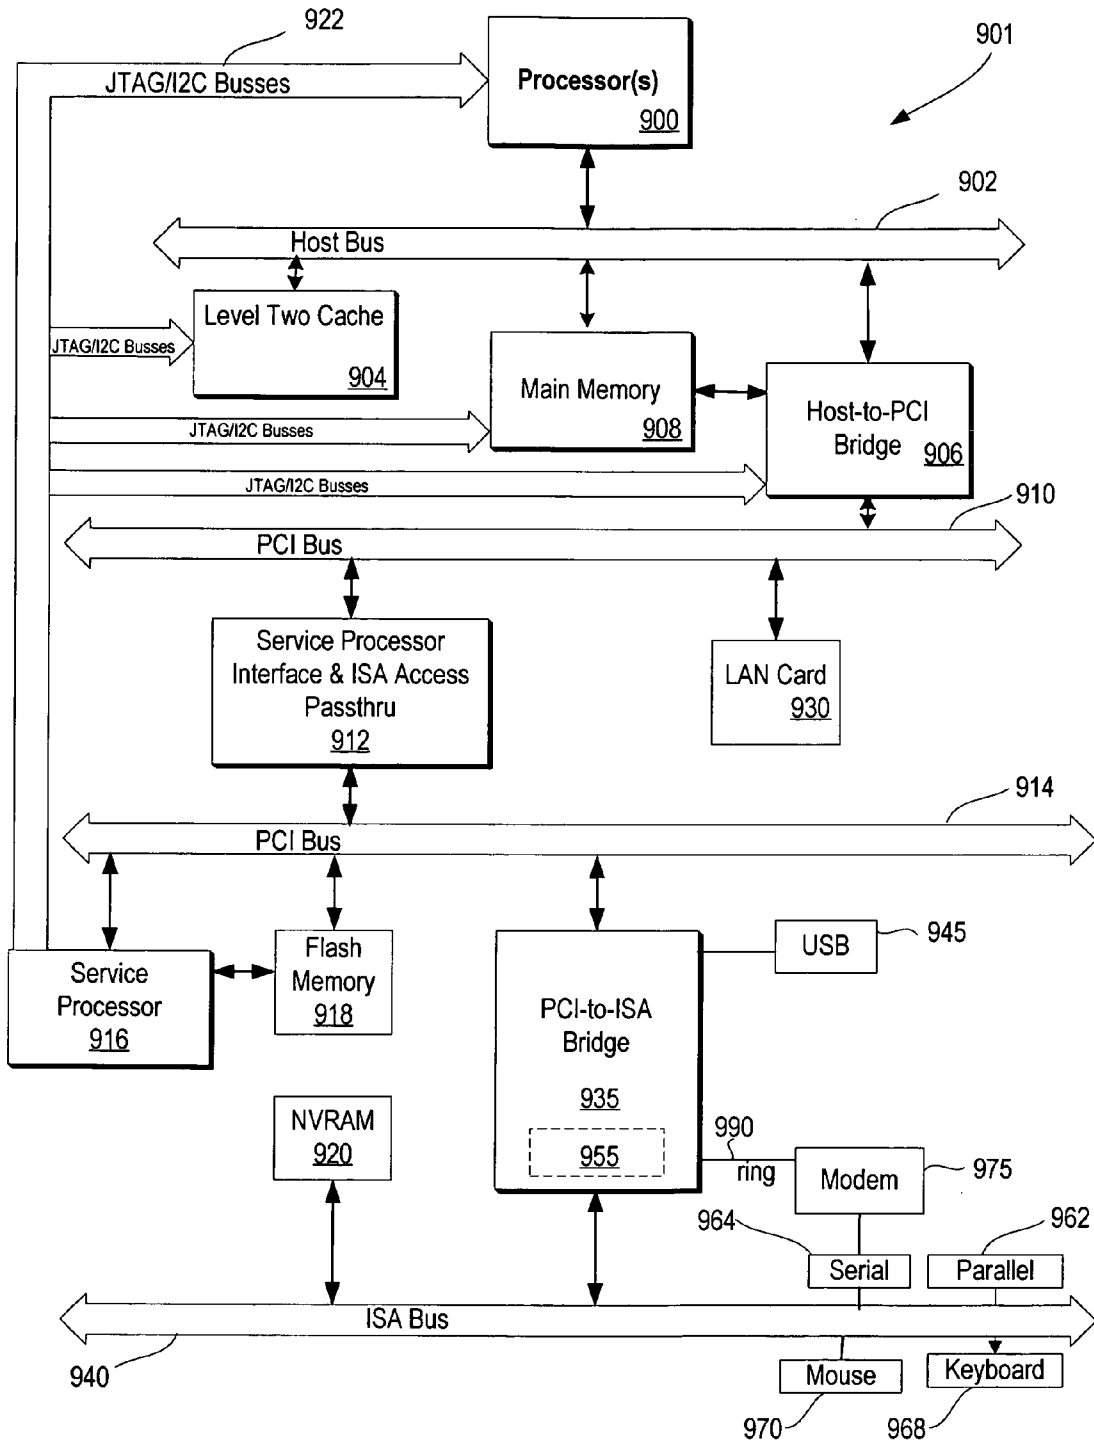 922
JTAG/I2C Busses
Processor(s)
900
901
902
Host Bus
Level Two Cache
904
JTAG/I2C Busses
Main Memory
908
Host-to-PCI
Bridge
906
JTAG/I2C Busses
JTAG/I2C Busses
910
PCI Bus
Service Processor
Interface & ISA Access
Passthru
912
LAN Card
930
914
PCI Bus
Service
Processor
916
Flash
Memory
918
PCI-to-ISA
Bridge
935
955
USB
945
NVRAM
920
990
ring
Modem
975
964
962
Serial
Parallel
ISA Bus
940
Mouse
Keyboard
970
968